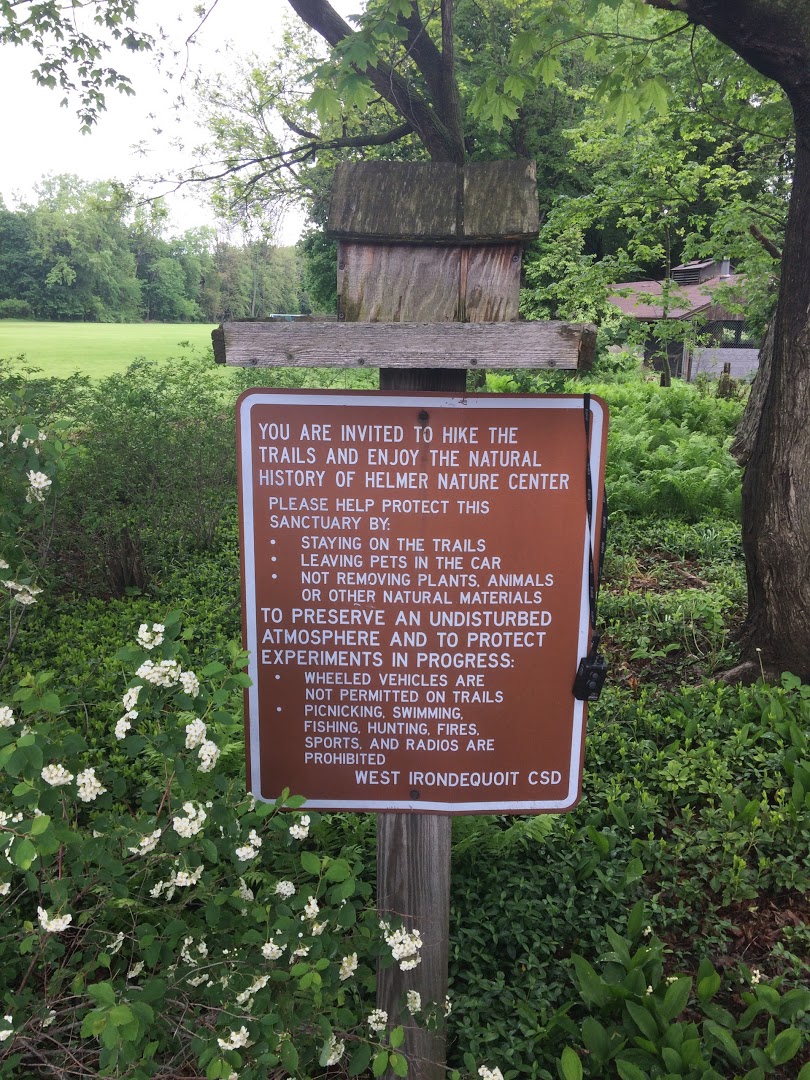 YOU ARE INVITED TO HIKE THE
TRAILS AND ENJOY THE NATURAL
HISTORY OF HELMER NATURE CENTER
PLEASE HELP PROTECT THIS
SANCTUARY BY:
• STAYING ON THE TRAILS
• LEAVING PETS IN THE CAR
• NOT REMOVING PLANTS, ANIMALS
OR OTHER NATURAL MATERIALS
TO PRESERVE AN UNDISTURBED
ATMOSPHERE AND TO PROTECT
EXPERIMENTS IN PROGRESS:
• WHEELED VEHICLES ARE
NOT PERMITTED ON TRAILS
• PICNICKING, SWIMMING,
FISHING, HUNTING, FIRES,
SPORTS, AND RADIOS ARE
PROHIBITED
WEST IRONDEQUOIT CSD